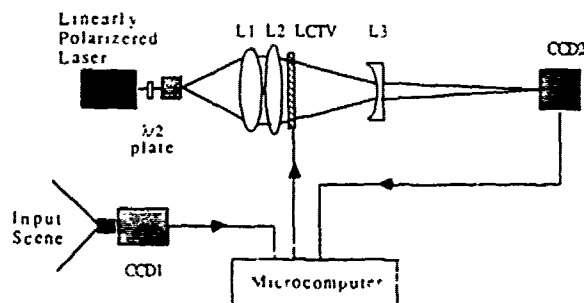 Linearly
Polarizered
Laser
L1 L2 LCTV L3
CCD2
λ/2
plate
Input
Scene
CCD1
Microcomputer